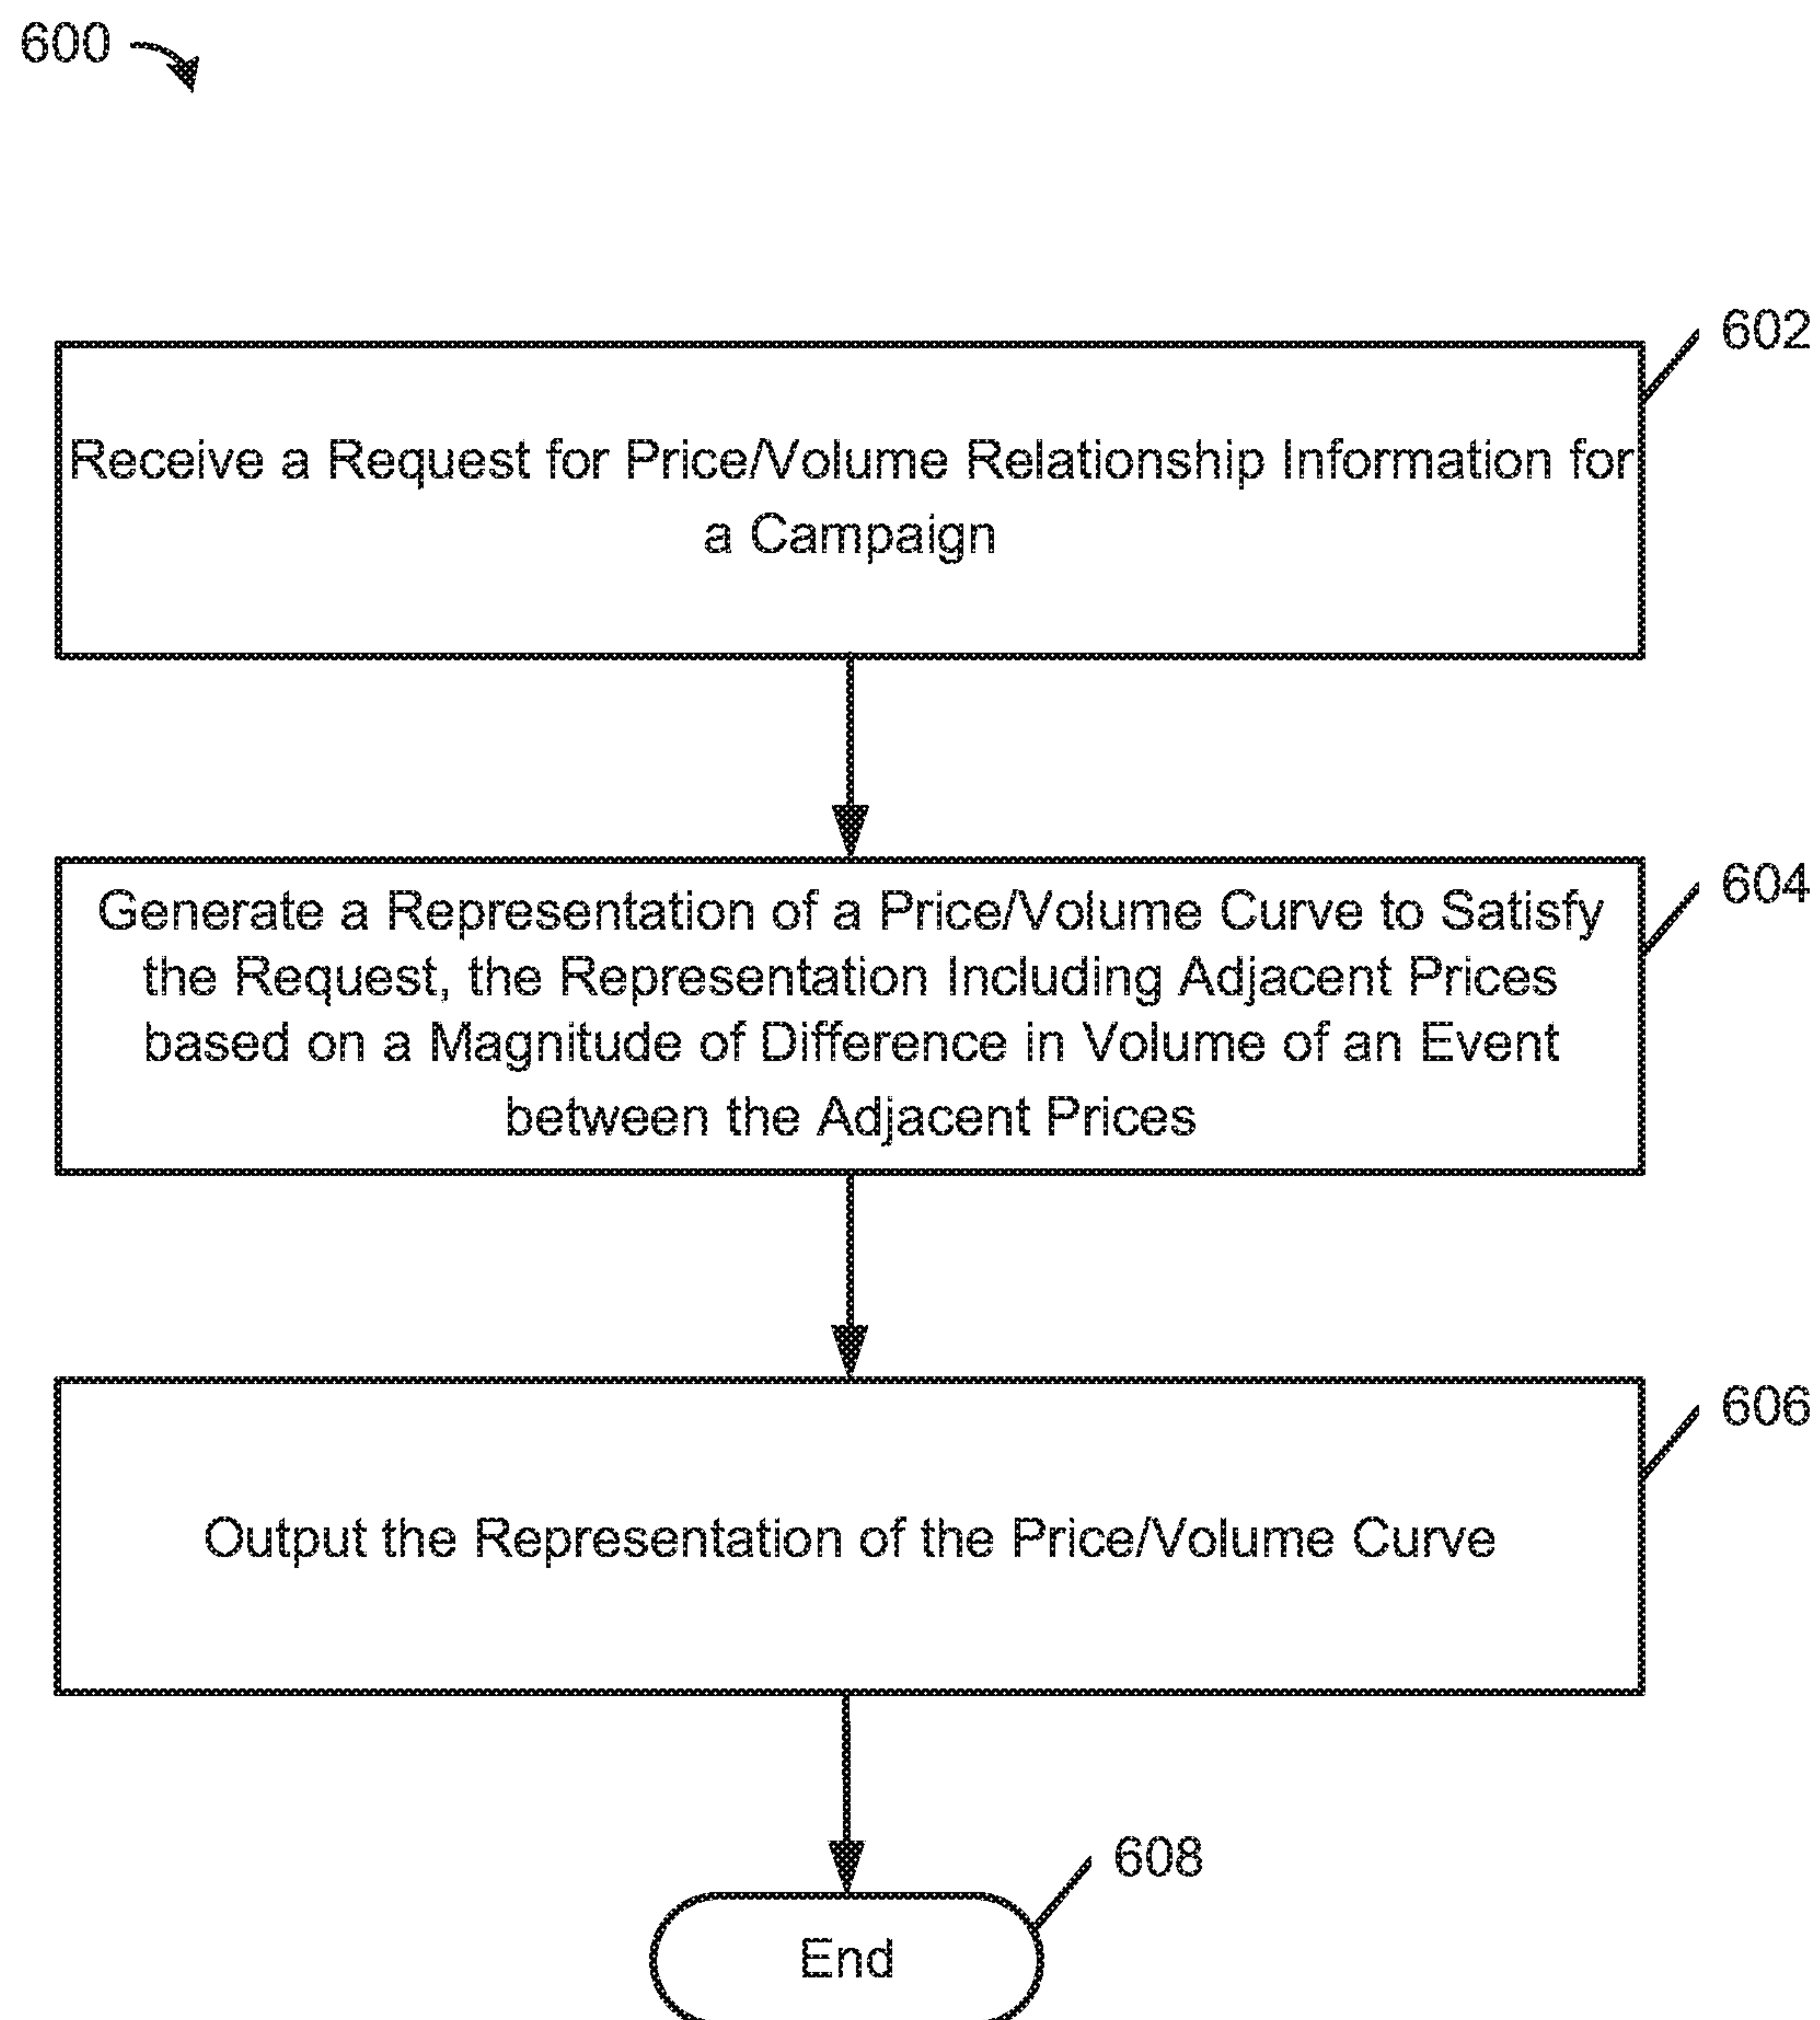 600
602
Receive a Request for Price/Volume Relationship Information for
a Campaign
604
Generate a Representation of a Price/Volume Curve to Satisfy
the Request, the Representation Including Adjacent Prices
based on a Magnitude of Difference in Volume of an Event
between the Adjacent Prices
606
Output the Representation of the Price/Volume Curve
608
End